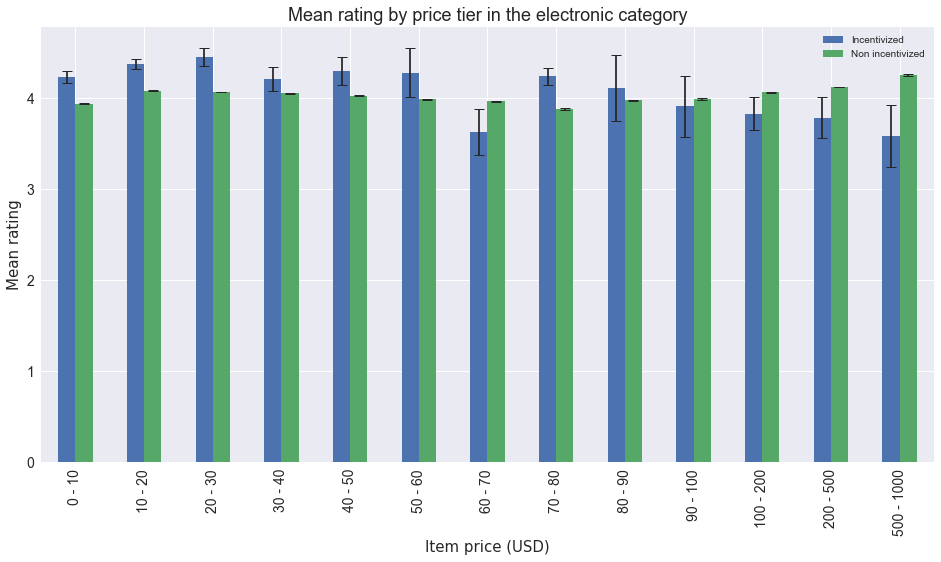 Mean rating by price tier in the electronic category
Incentivized
Non incentivized
Mean rating
4
3
2
1
0
0 - 10
10 - 20
20 - 30
30 - 40
40 - 50
50 - 60
60 - 70
70 - 80
80 - 90
90 - 100
100 - 200
200 - 500
500 - 1000
Item price (USD)